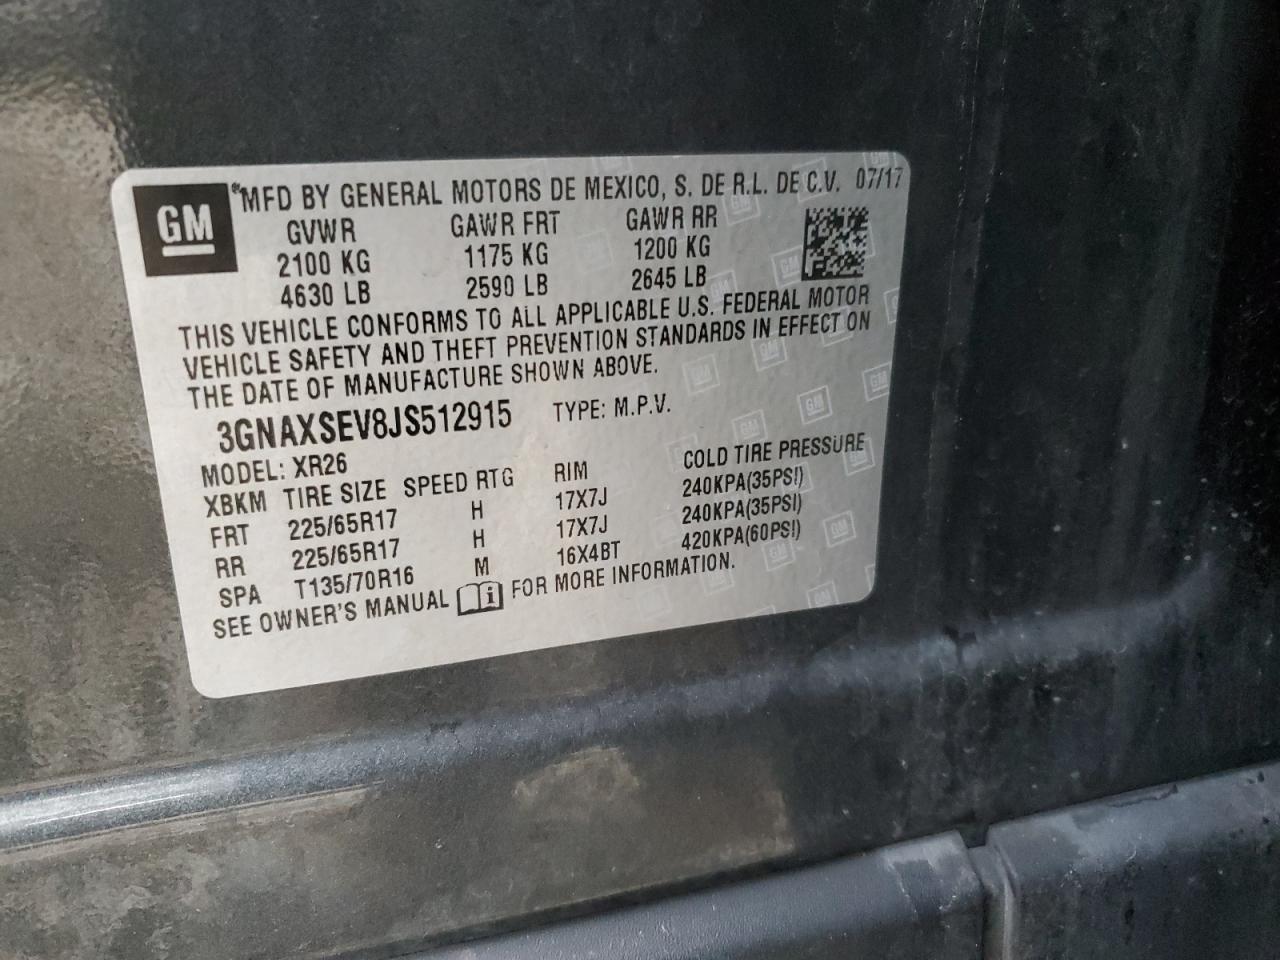 GM
®MFD BY GENERAL MOTORS DE MEXICO, S. DE R.L. DE C.V. 07/17
GVWR GAWR FRT GAWR RR
2100 KG 1175 KG 1200 KG
4630 LB 2590 LB 2645 LB
THIS VEHICLE CONFORMS TO ALL APPLICABLE U.S. FEDERAL MOTOR
VEHICLE SAFETY AND THEFT PREVENTION STANDARDS IN EFFECT ON
THE DATE OF MANUFACTURE SHOWN ABOVE.
3GNAXSEV8JS512915 TYPE: M.P.V.
MODEL: XR26
XBKM TIRE SIZE SPEED RTG RIM COLD TIRE PRESSURE
FRT 225/65R17 H 17X7J 240KPA(35PSI)
RR 225/65R17 H 17X7J 240KPA(35PSI)
SPA T135/70R16 M 16X4BT 420KPA(60PSI)
SEE OWNER'S MANUAL i FOR MORE INFORMATION.